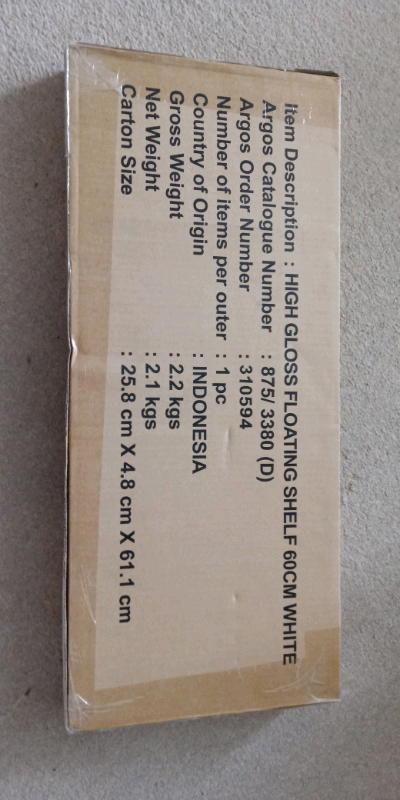 Item Description : HIGH GLOSS FLOATING SHELF 60CM WHITE
Argos Catalogue Number : 875/ 3380 (D)
Argos Order Number : 310594
Number of items per outer : 1 pc
Country of Origin : INDONESIA
Gross Weight : 2.2 kgs
Net Weight : 2.1 kgs
Carton Size : 25.8 cm X 4.8 cm X 61.1 cm